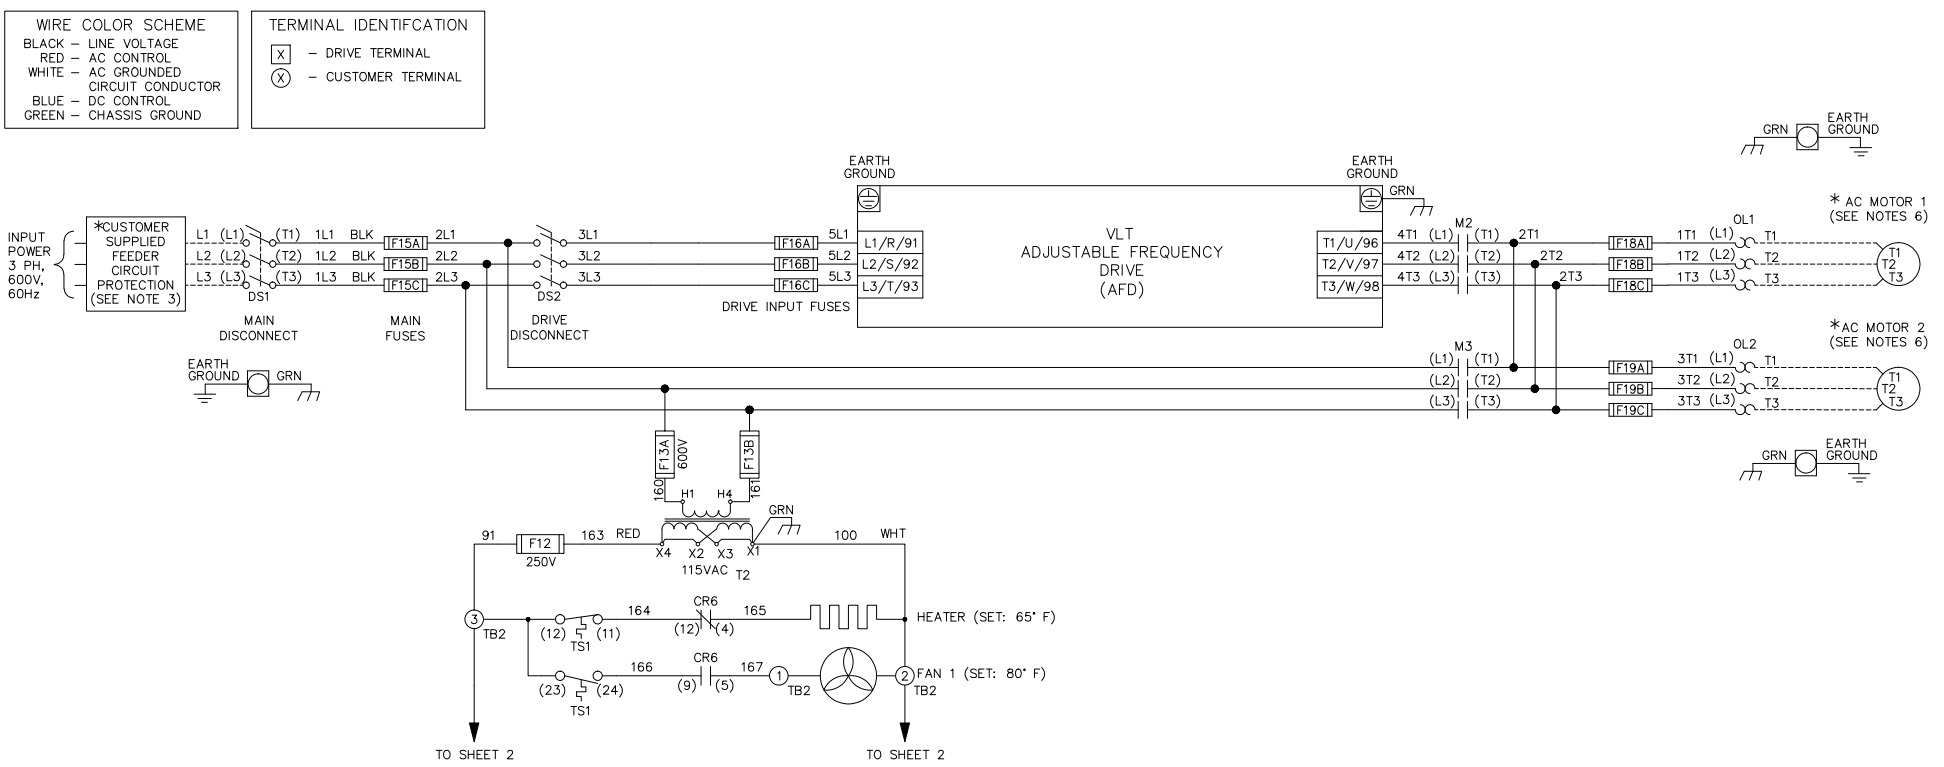 WIRE COLOR SCHEME
BLACK – LINE VOLTAGE
RED – AC CONTROL
WHITE – AC GROUNDED
CIRCUIT CONDUCTOR
BLUE – DC CONTROL
GREEN – CHASSIS GROUND
TERMINAL IDENTIFCATION
X – DRIVE TERMINAL
X – CUSTOMER TERMINAL
INPUT
POWER
3 PH,
600V,
60Hz
*CUSTOMER
SUPPLIED
FEEDER
CIRCUIT
PROTECTION
(SEE NOTE 3)
L1 (L1) (T1) 1L1 BLK F15A 2L1 3L1 F16A 5L1 L1/R/91
L2 (L2) (T2) 1L2 BLK F15B 2L2 3L2 F16B 5L2 L2/S/92
L3 (L3) (T3) 1L3 BLK F15C 2L3 3L3 F16C 5L3 L3/T/93
DS1
MAIN
DISCONNECT
MAIN
FUSES
DS2
DRIVE
DISCONNECT
DRIVE INPUT FUSES
EARTH
GROUND
GRN
EARTH
GROUND
VLT
ADJUSTABLE FREQUENCY
DRIVE
(AFD)
EARTH
GROUND
GRN
M2
T1/U/96 4T1 (L1) (T1) 2T1 F18A 1T1 (L1) T1
T2/V/97 4T2 (L2) (T2) 2T2 F18B 1T2 (L2) T2
T3/W/98 4T3 (L3) (T3) 2T3 F18C 1T3 (L3) T3
OL1
GRN
EARTH
GROUND
* AC MOTOR 1
(SEE NOTES 6)
T1
T2
T3
M3
(L1) (T1) F19A 3T1 (L1) T1
(L2) (T2) F19B 3T2 (L2) T2
(L3) (T3) F19C 3T3 (L3) T3
OL2
*AC MOTOR 2
(SEE NOTES 6)
T1
T2
T3
GRN
EARTH
GROUND
F13A
600V
F13B
160
161
H1 H4
GRN
91 F12 163 RED
250V
X4 X2 X3 X1
115VAC T2
100 WHT
3
TB2
(12) (11)
TS1
164
CR6
(12) (4)
165
HEATER (SET: 65° F)
(23) (24)
TS1
166
CR6
(9) (5)
167
1
TB2
2
TB2
FAN 1 (SET: 80° F)
TO SHEET 2
TO SHEET 2